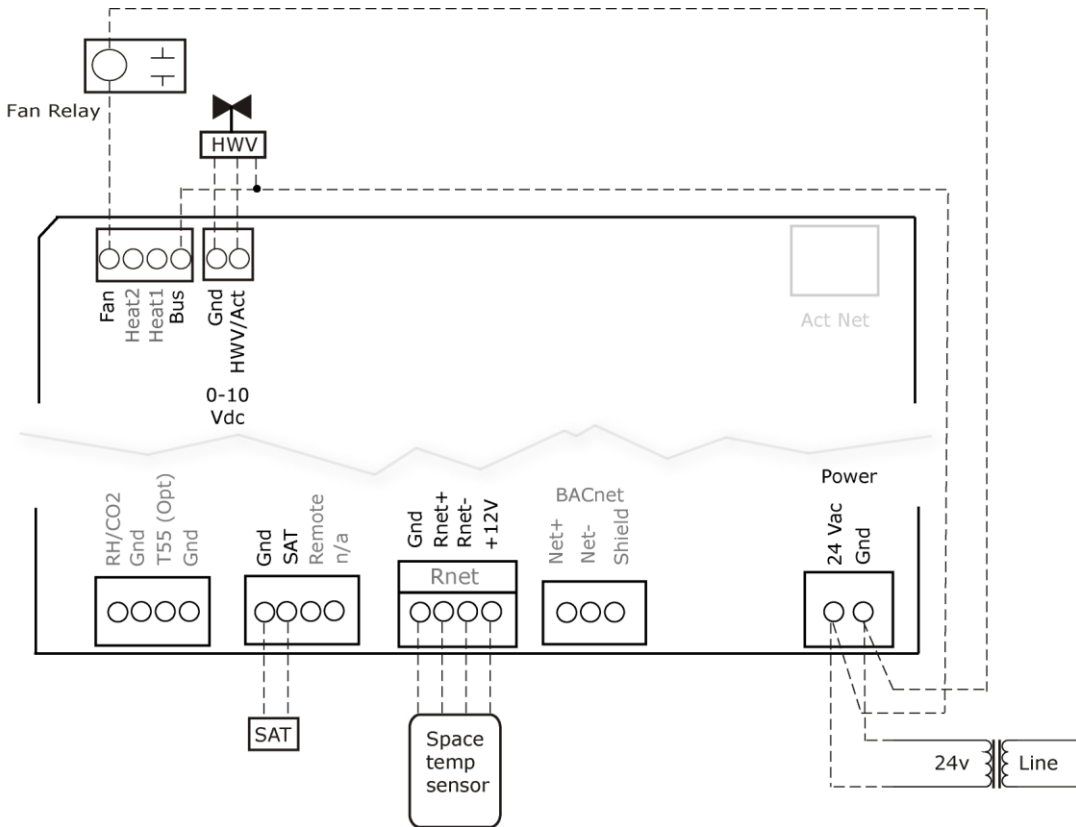 Fan Relay
HWV
Fan
Heat2
Heat1
Bus
Gnd
HWV/Act
0-10
Vdc
Act Net
RH/CO2
Gnd
T55 (Opt)
Gnd
Gnd
SAT
Remote
n/a
Gnd
Rnet+
Rnet-
+12V
Rnet
BACnet
Net+
Net-
Shield
Power
24 Vac
Gnd
SAT
Space
temp
sensor
24v
Line